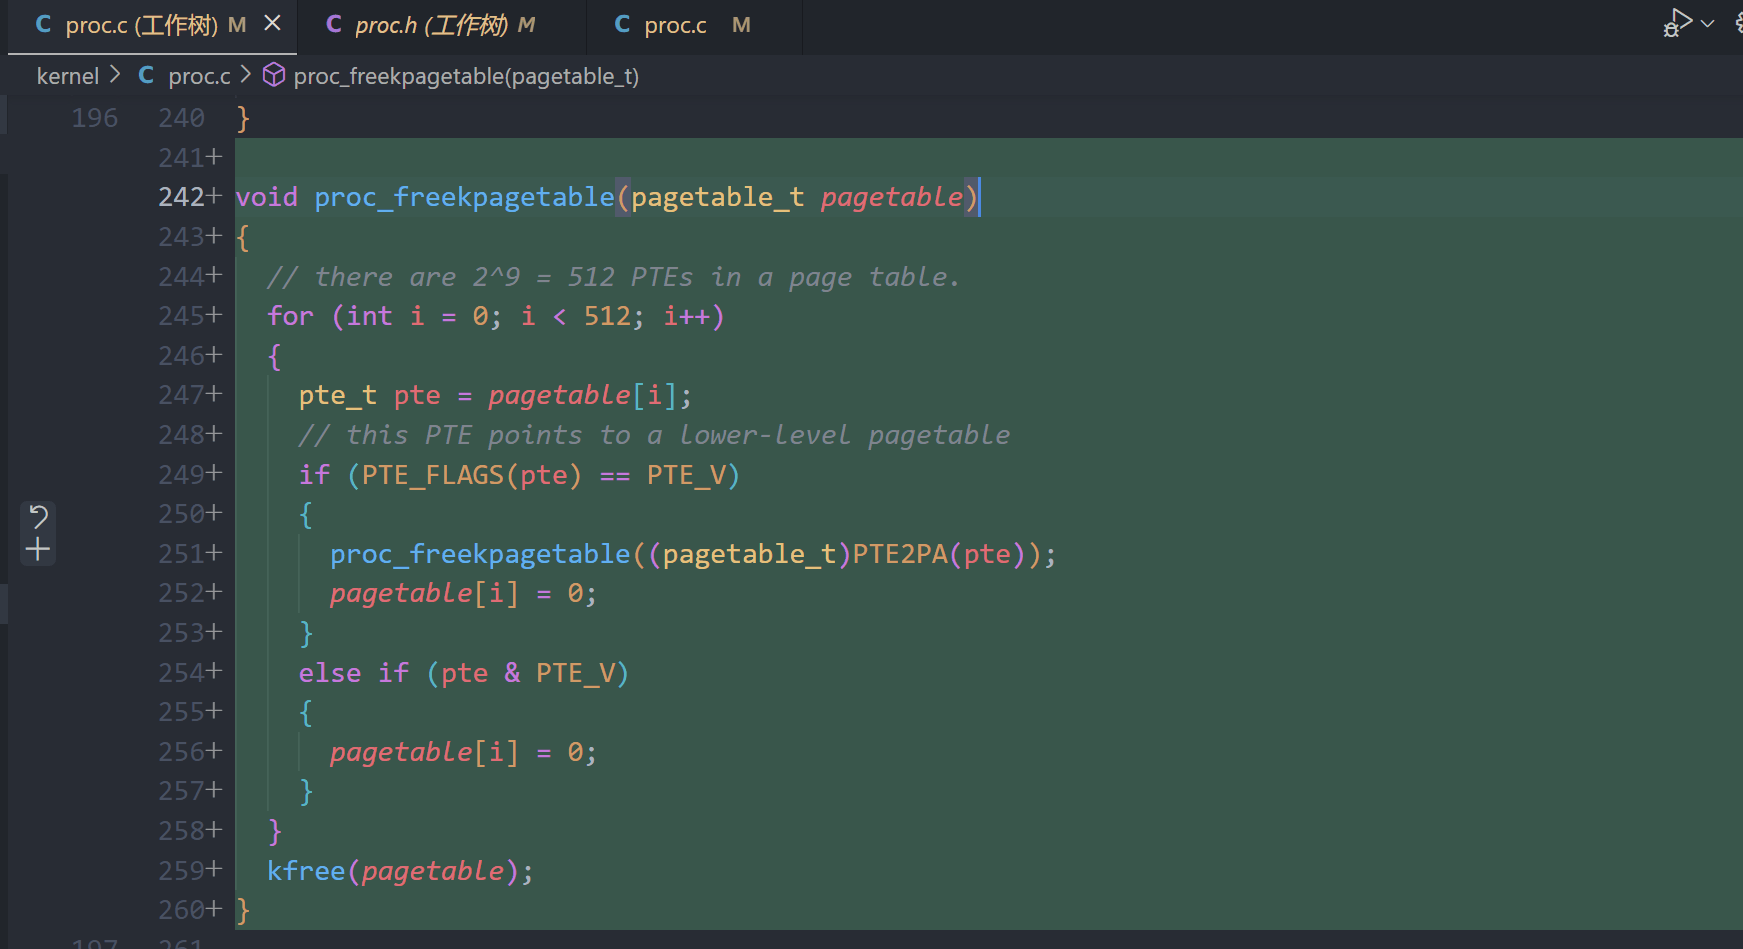 C proc.c (工作树) M × C proc.h (工作树) M C proc.c M
kernel > C proc.c > proc_freekpagetable(pagetable_t)
196 240 }
241+
242+ void proc_freekpagetable(pagetable_t pagetable)
243+ {
244+ // there are 2^9 = 512 PTEs in a page table.
245+ for (int i = 0; i < 512; i++)
246+ {
247+ pte_t pte = pagetable[i];
248+ // this PTE points to a lower-level pagetable
249+ if (PTE_FLAGS(pte) == PTE_V)
250+ {
251+ proc_freekpagetable((pagetable_t)PTE2PA(pte));
252+ pagetable[i] = 0;
253+ }
254+ else if (pte & PTE_V)
255+ {
256+ pagetable[i] = 0;
257+ }
258+ }
259+ kfree(pagetable);
260+ }
197 261